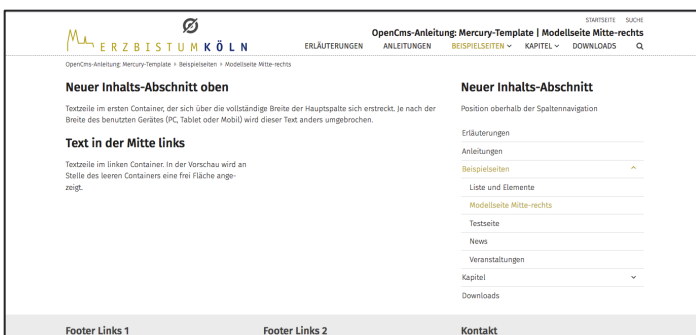 STARTSEITE SUCHE
OpenCms-Anleitung: Mercury-Template | Modellseite Mitte-rechts
ERZBISTUM KÖLN
ERLÄUTERUNGEN ANLEITUNGEN BEISPIELSEITEN KAPITEL DOWNLOADS
OpenCms-Anleitung: Mercury-Template > Beispielseiten > Modellseite Mitte-rechts
Neuer Inhalts-Abschnitt oben
Textzeile im ersten Container, der sich über die vollständige Breite der Hauptspalte sich erstreckt. Je nach der
Breite des benutzten Gerätes (PC, Tablet oder Mobil) wird dieser Text anders umgebrochen.
Text in der Mitte links
Textzeile im linken Container. In der Vorschau wird an
Stelle des leeren Containers eine frei Fläche ange-
zeigt.
Neuer Inhalts-Abschnitt
Position oberhalb der Spaltennavigation
Erläuterungen
Anleitungen
Beispielseiten
Liste und Elemente
Modellseite Mitte-rechts
Testseite
News
Veranstaltungen
Kapitel
Downloads
Footer Links 1
Footer Links 2
Kontakt